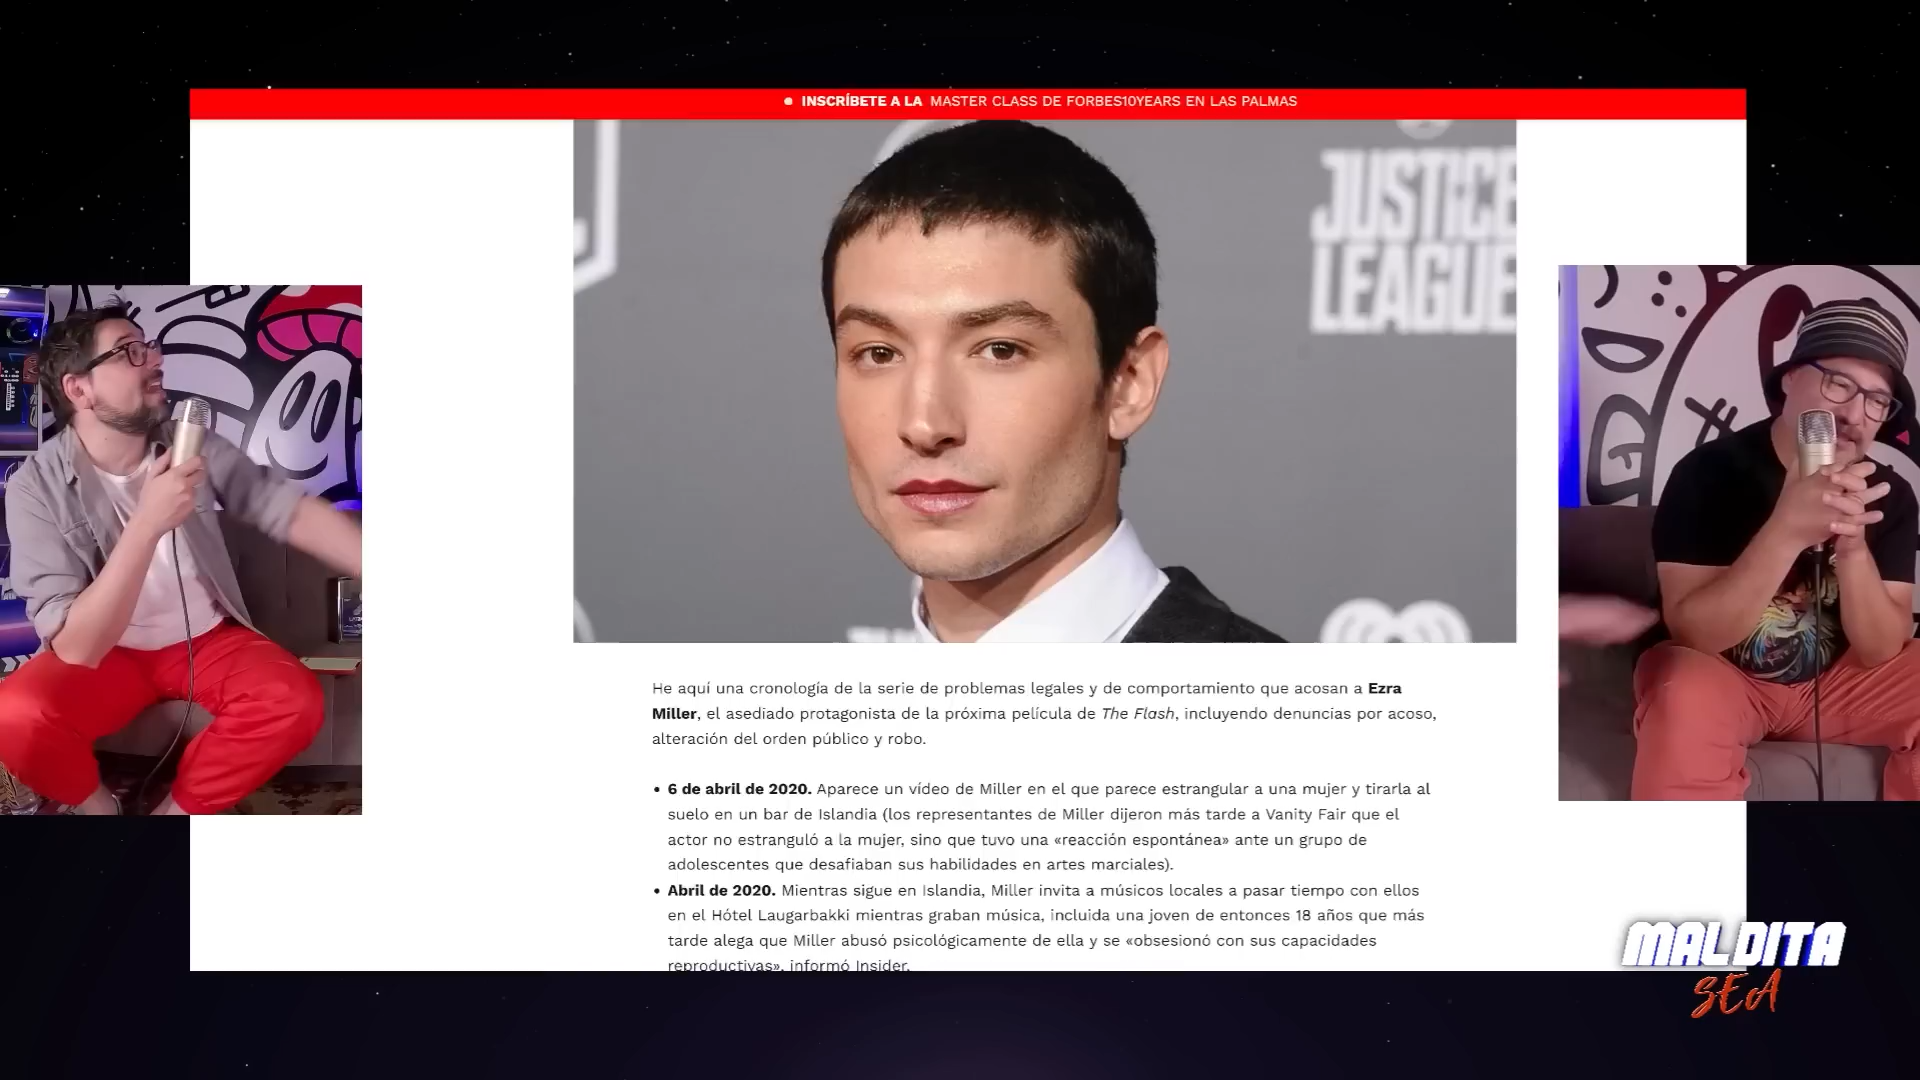 INSCRÍBETE A LA MASTER CLASS DE FORBES10YEARS EN LAS PALMAS
JUSTICE
LEAGUE
He aquí una cronología de la serie de problemas legales y de comportamiento que acosan a Ezra
Miller, el asediado protagonista de la próxima película de The Flash, incluyendo denuncias por acoso,
alteración del orden público y robo.
• 6 de abril de 2020. Aparece un vídeo de Miller en el que parece estrangular a una mujer y tirarla al
suelo en un bar de Islandia (los representantes de Miller dijeron más tarde a Vanity Fair que el
actor no estranguló a la mujer, sino que tuvo una «reacción espontánea» ante un grupo de
adolescentes que desafiaban sus habilidades en artes marciales).
• Abril de 2020. Mientras sigue en Islandia, Miller invita a músicos locales a pasar tiempo con ellos
en el Hótel Laugarbakki mientras graban música, incluida una joven de entonces 18 años que más
tarde alega que Miller abusó psicológicamente de ella y se «obsesionó con sus capacidades
reproductivas», informó Insider.
MALDITA
SEA